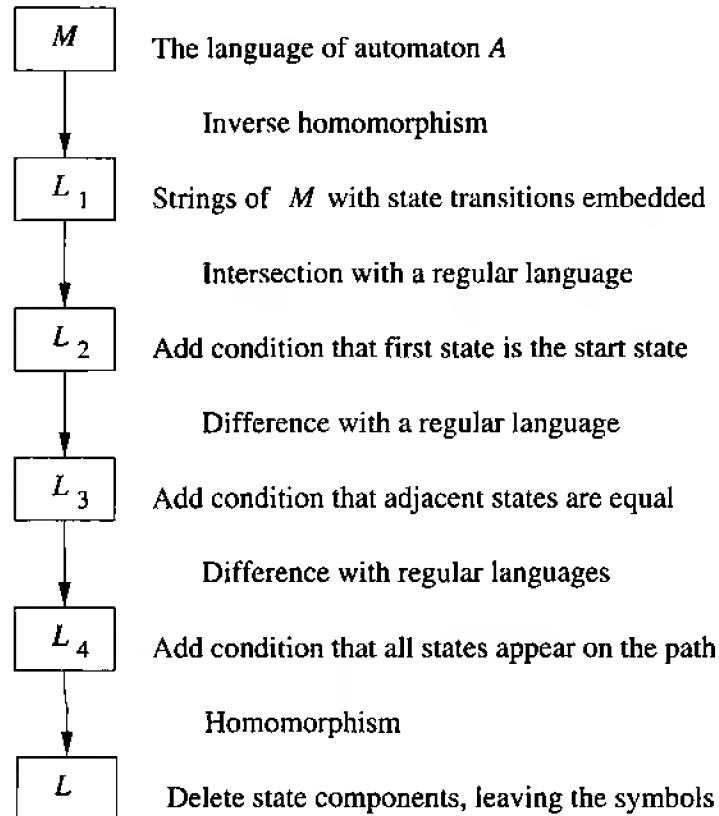 M The language of automaton A
Inverse homomorphism
L 1 Strings of M with state transitions embedded
Intersection with a regular language
L 2 Add condition that first state is the start state
Difference with a regular language
L 3 Add condition that adjacent states are equal
Difference with regular languages
L 4 Add condition that all states appear on the path
Homomorphism
L Delete state components, leaving the symbols